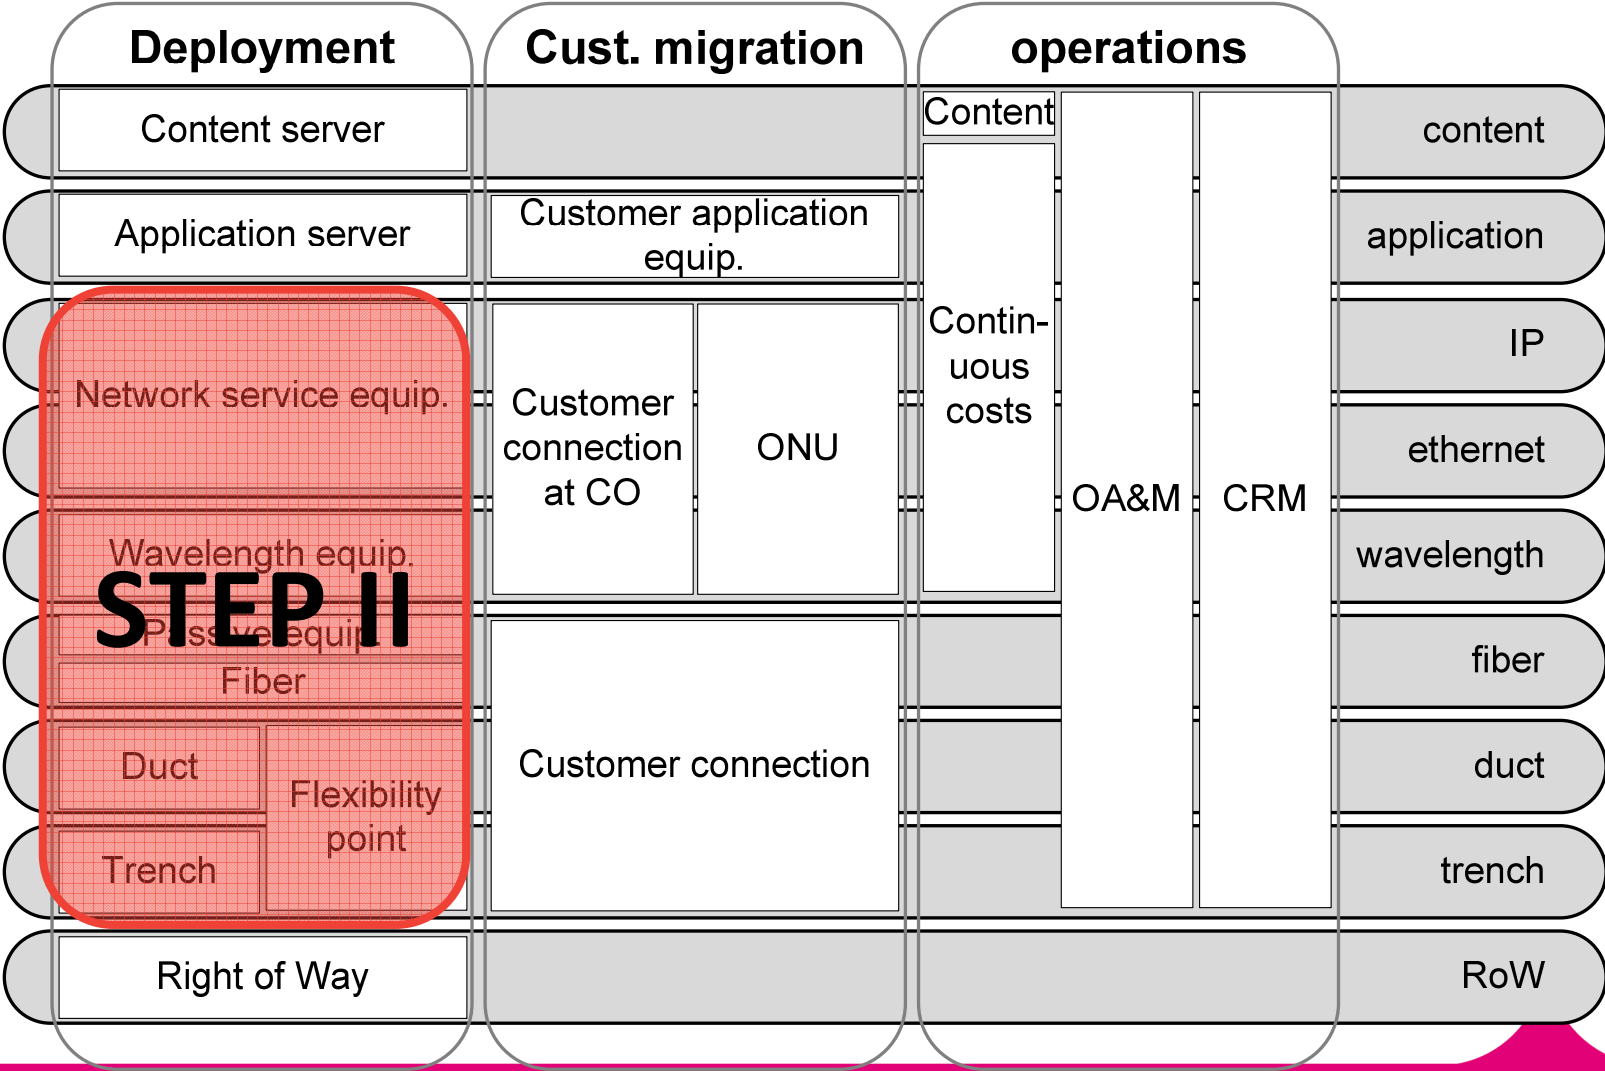 Deployment
Cust. migration
operations
Content server
Content
content
Application server
Customer application
equip.
application
Contin-
uous
costs
IP
Network service equip.
Customer
connection
at CO
ONU
ethernet
OA&M
CRM
Wavelength equip.
wavelength
STEP II
Passive equip.
Fiber
fiber
Duct
Flexibility
point
Customer connection
duct
Trench
trench
Right of Way
RoW